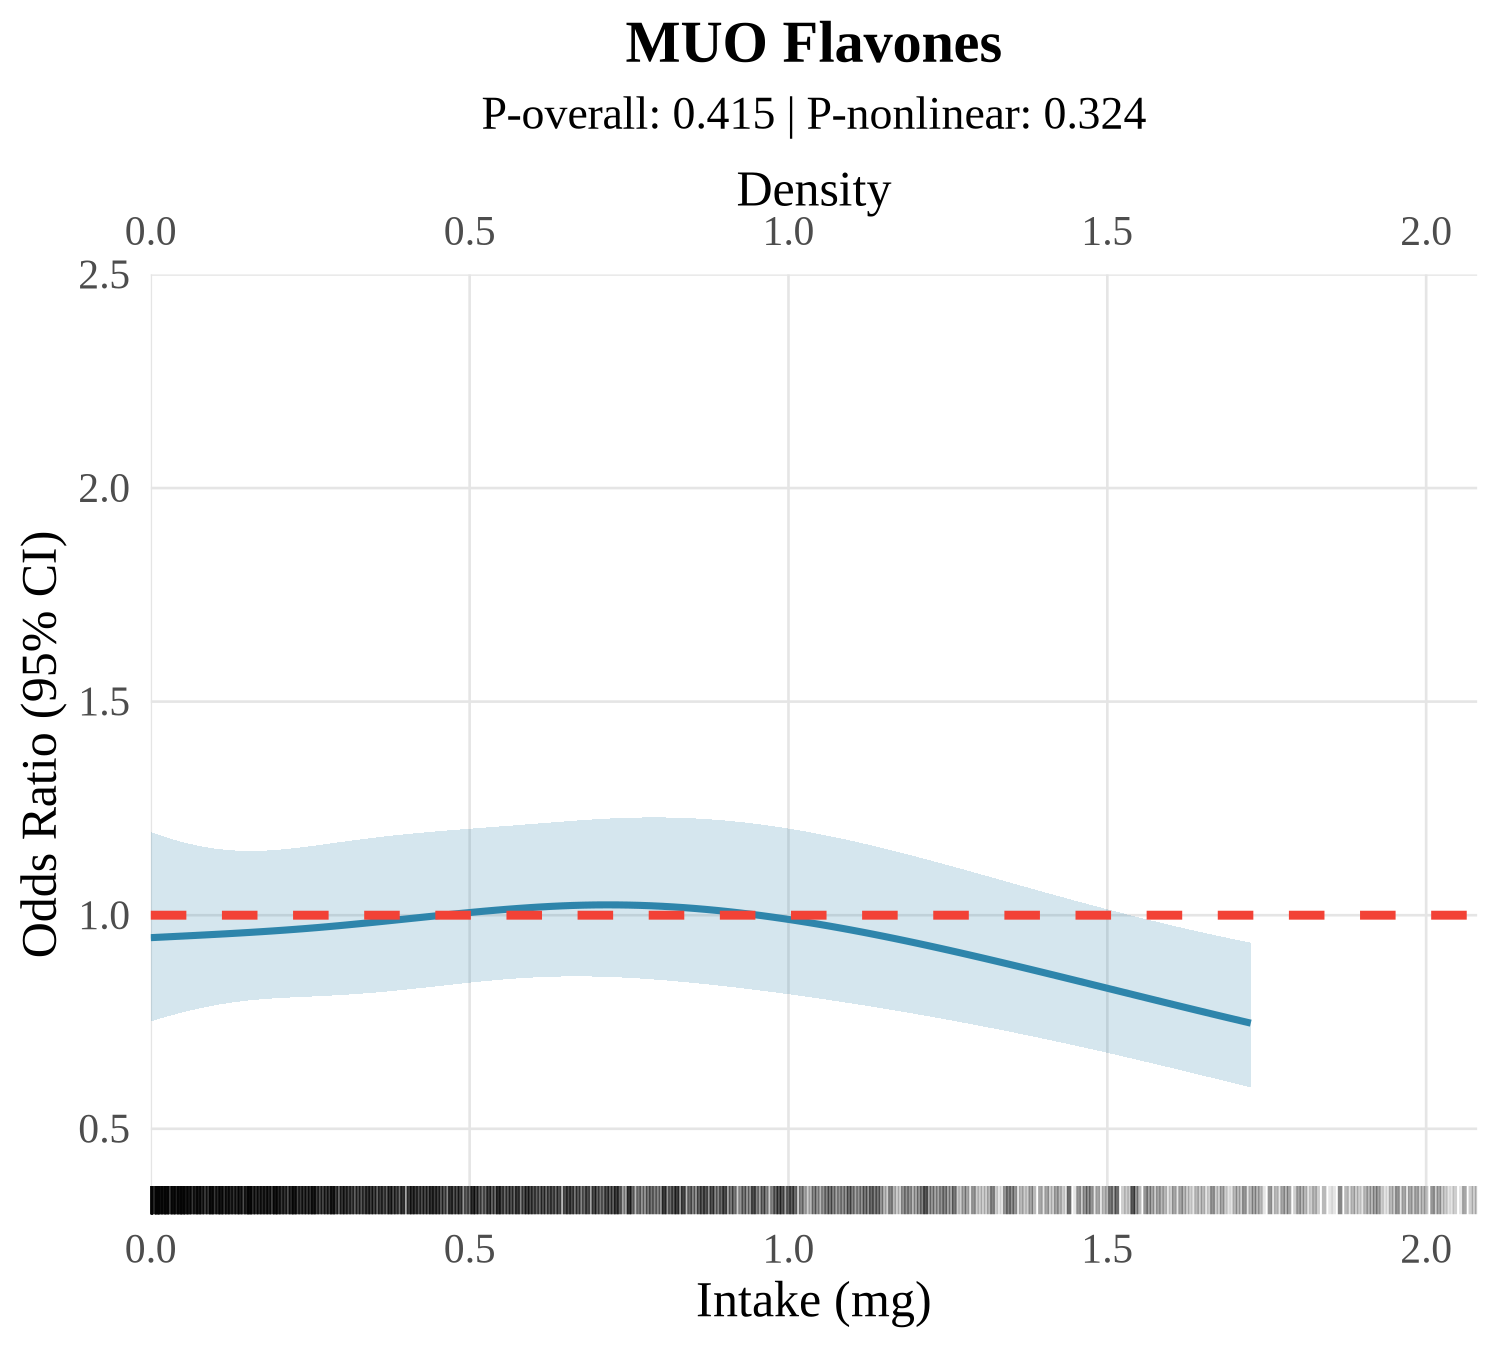 MUO Flavones
P-overall: 0.415 | P-nonlinear: 0.324
Density
0.0 0.5 1.0 1.5 2.0
2.5
2.0
1.5
1.0
0.5
Odds Ratio (95% CI)
0.0 0.5 1.0 1.5 2.0
Intake (mg)